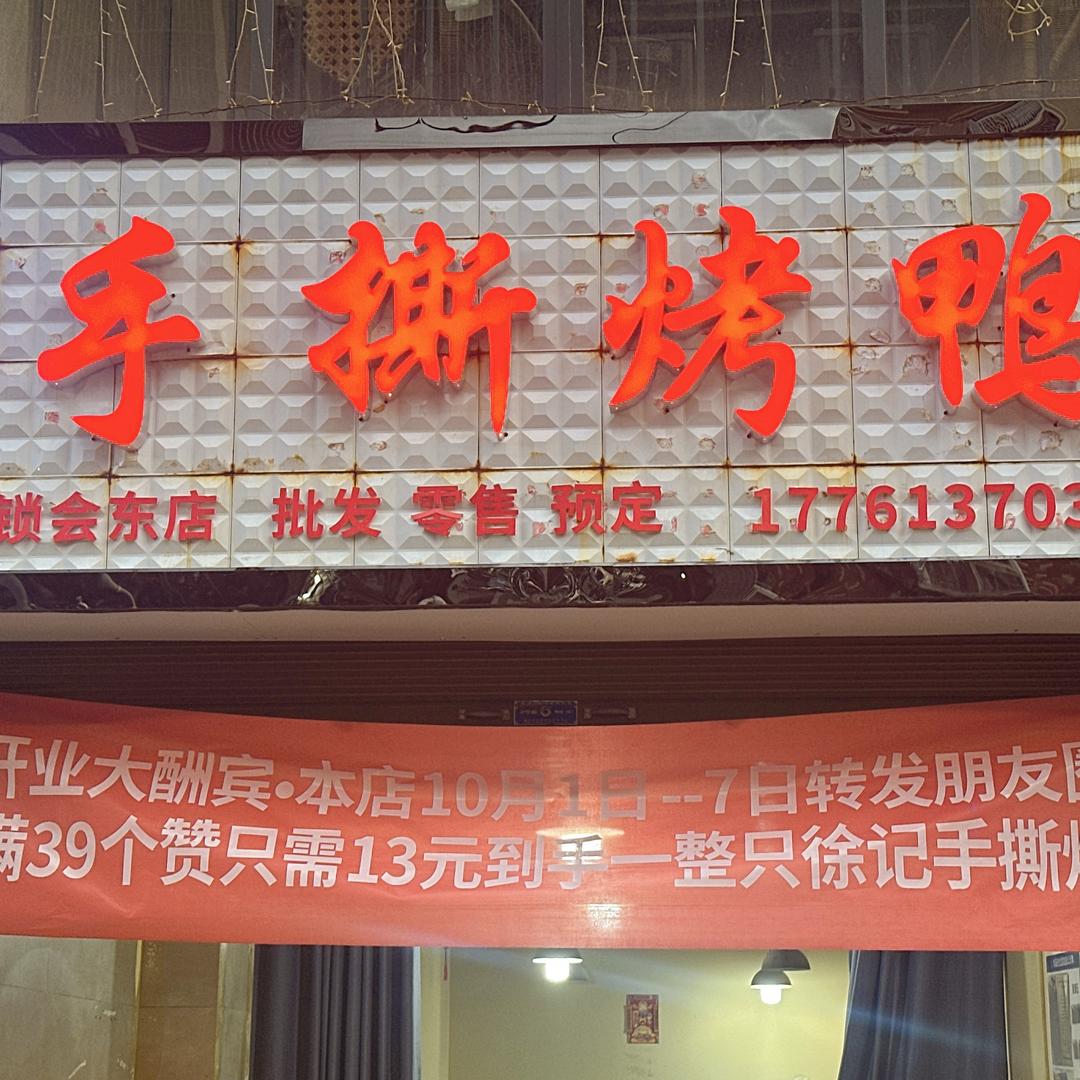 手撕烤鸭
锁会东店 批发 零售 预定 177613703
开业大酬宾·本店10月1日--7日转发朋友圈
满39个赞只需13元到手一整只徐记手撕烤